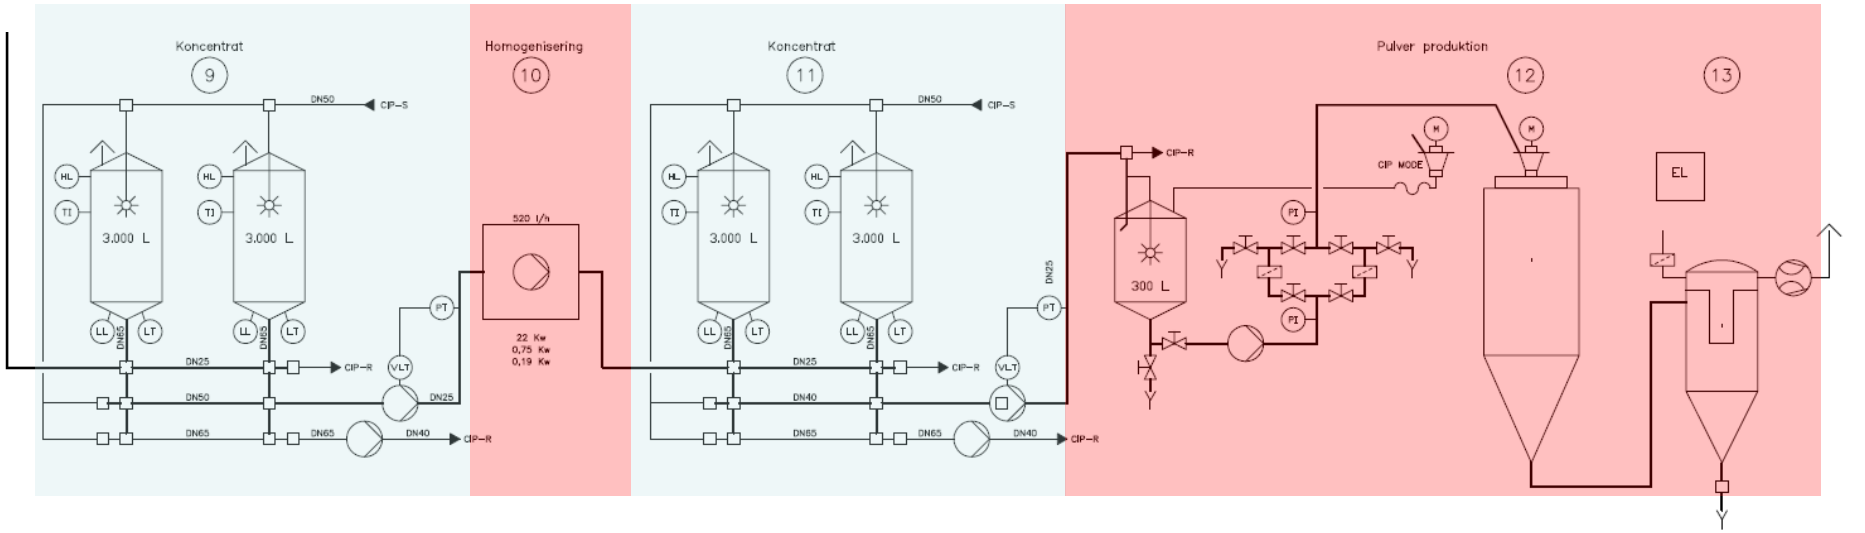 Koncentrat
9
DN50
CIP-S
HL
HL
TI
TI
3.000 L
3.000 L
LL
LT
LL
LT
DN65
DN65
PT
DN25
CIP-R
VLT
DN50
DN25
DN65
DN65
DN40
CIP-R
Homogenisering
10
520 l/h
22 Kw
0,75 Kw
0,19 Kw
Koncentrat
11
DN50
CIP-S
HL
HL
TI
TI
3.000 L
3.000 L
LL
LT
LL
LT
DN65
DN65
DN25
PT
DN25
CIP-R
VLT
DN40
DN65
DN65
DN40
CIP-R
Pulver produktion
12
13
CIP-R
M
M
CIP MODE
EL
PI
300 L
PI